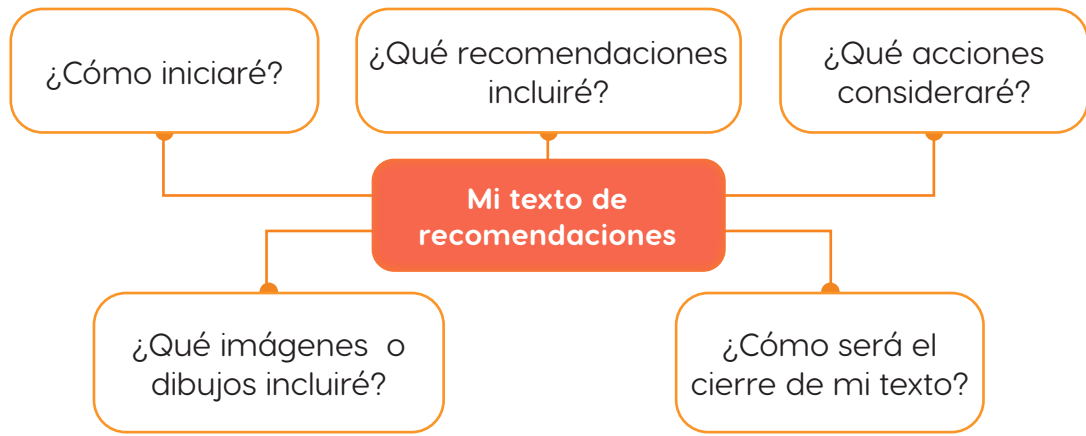 ¿Cómo iniciaré?
¿Qué recomendaciones
incluiré?
¿Qué acciones
consideraré?
Mi texto de
recomendaciones
¿Qué imágenes o
dibujos incluiré?
¿Cómo será el
cierre de mi texto?